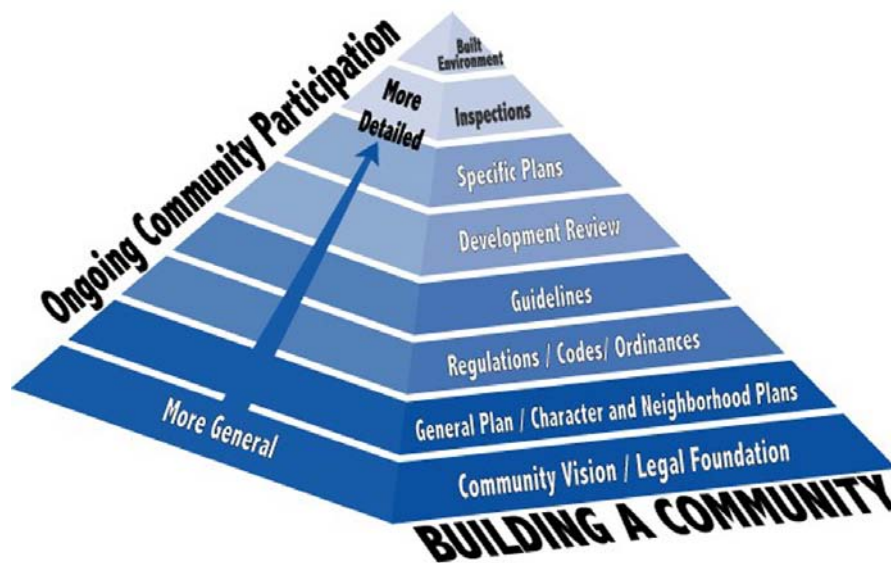 Built
Environment
Inspections
Specific Plans
Development Review
Guidelines
Regulations / Codes/ Ordinances
General Plan / Character and Neighborhood Plans
Community Vision / Legal Foundation
More
Detailed
More General
Ongoing Community Participation
BUILDING A COMMUNITY